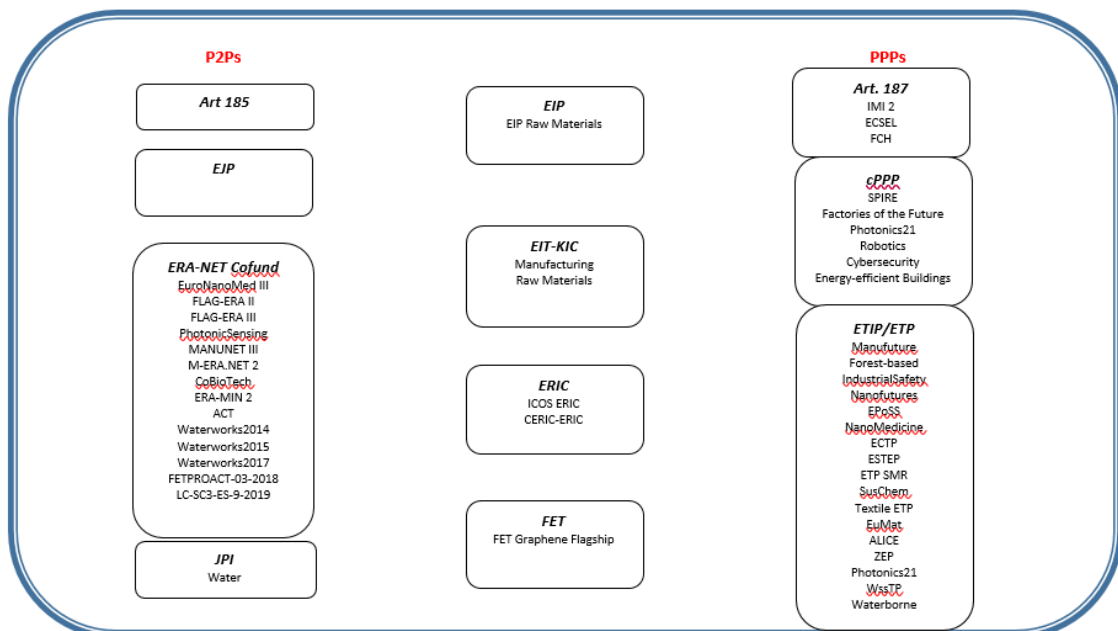 P2Ps
Art 185
EJP
ERA-NET Cofund
EuroNanoMed III
FLAG-ERA II
FLAG-ERA III
PhotonicSensing
MANUNET III
M-ERA.NET 2
CoBioTech
ERA-MIN 2
ACT
Waterworks2014
Waterworks2015
Waterworks2017
FETPROACT-03-2018
LC-SC3-ES-9-2019
JPI
Water
EIP
EIP Raw Materials
EIT-KIC
Manufacturing
Raw Materials
ERIC
ICOS ERIC
CERIC-ERIC
FET
FET Graphene Flagship
PPPs
Art. 187
IMI 2
ECSEL
FCH
cPPP
SPIRE
Factories of the Future
Photonics21
Robotics
Cybersecurity
Energy-efficient Buildings
ETIP/ETP
Manufuture
Forest-based
IndustrialSafety
Nanofutures
EPoSS
NanoMedicine
ECTP
ESTEP
ETP SMR
SusChem
Textile ETP
EuMat
ALICE
ZEP
Photonics21
WssTP
Waterborne